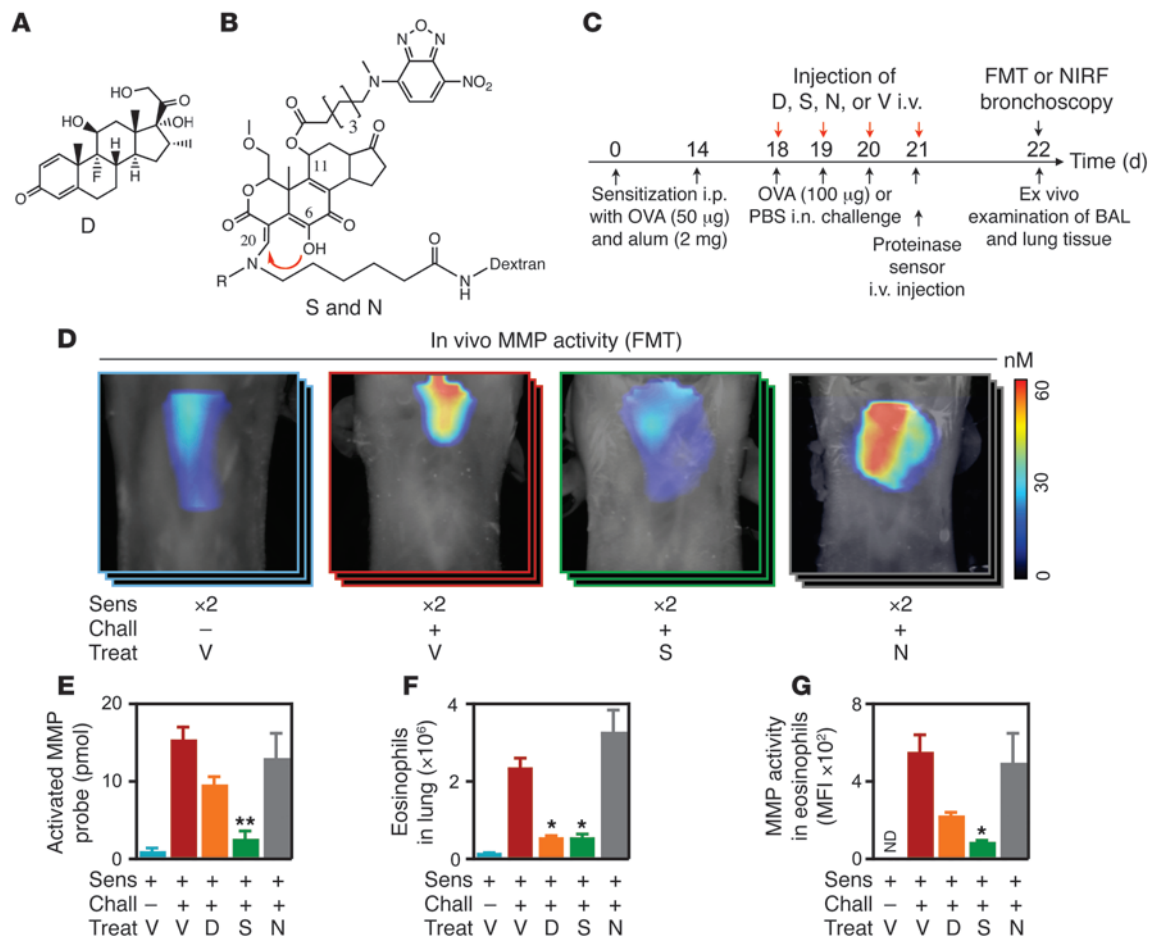 A
B
C
HO
O
HO
OH
H
F
H
O
D
O
N
N
N
NO2
O
3
O
O
O
11
O
6
O
O
20
OH
N
R
O
N
H
Dextran
S and N
Injection of
D, S, N, or V i.v.
FMT or NIRF
bronchoscopy
0 14 18 19 20 21 22
Time (d)
Sensitization i.p.
with OVA (50 µg)
and alum (2 mg)
OVA (100 µg) or
PBS i.n. challenge
Proteinase
sensor
i.v. injection
Ex vivo
examination of BAL
and lung tissue
D
In vivo MMP activity (FMT)
nM
60
30
0
Sens ×2 ×2 ×2 ×2
Chall – + + +
Treat V V S N
E
Activated MMP
probe (pmol)
20
10
0
**
Sens + + + + +
Chall – + + + +
Treat V V D S N
F
Eosinophils
in lung (×10⁶)
4
2
0
* *
Sens + + + + +
Chall – + + + +
Treat V V D S N
G
MMP activity
in eosinophils
(MFI ×10²)
8
4
0
ND
*
Sens + + + + +
Chall – + + + +
Treat V V D S N